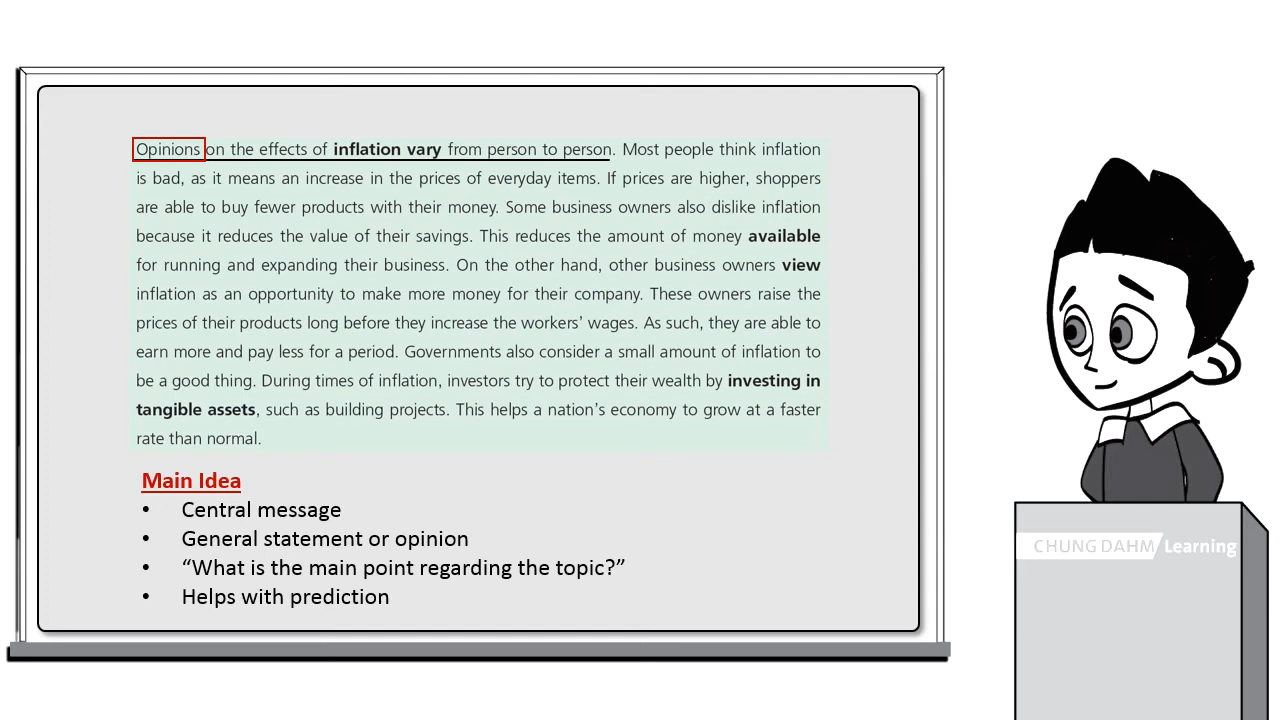 Opinions on the effects of inflation vary from person to person. Most people think inflation
is bad, as it means an increase in the prices of everyday items. If prices are higher, shoppers
are able to buy fewer products with their money. Some business owners also dislike inflation
because it reduces the value of their savings. This reduces the amount of money available
for running and expanding their business. On the other hand, other business owners view
inflation as an opportunity to make more money for their company. These owners raise the
prices of their products long before they increase the workers’ wages. As such, they are able to
earn more and pay less for a period. Governments also consider a small amount of inflation to
be a good thing. During times of inflation, investors try to protect their wealth by investing in
tangible assets, such as building projects. This helps a nation’s economy to grow at a faster
rate than normal.
Main Idea
• Central message
• General statement or opinion
• “What is the main point regarding the topic?”
• Helps with prediction
CHUNG DAHM Learning